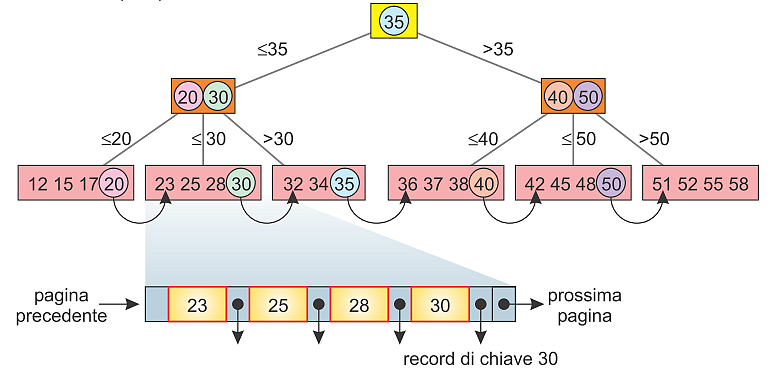 35
≤35 >35
20 30 40 50
≤20 ≤30 >30 ≤40 ≤50 >50
12 15 17 20 23 25 28 30 32 34 35 36 37 38 40 42 45 48 50 51 52 55 58
pagina
precedente
23 25 28 30
prossima
pagina
record di chiave 30